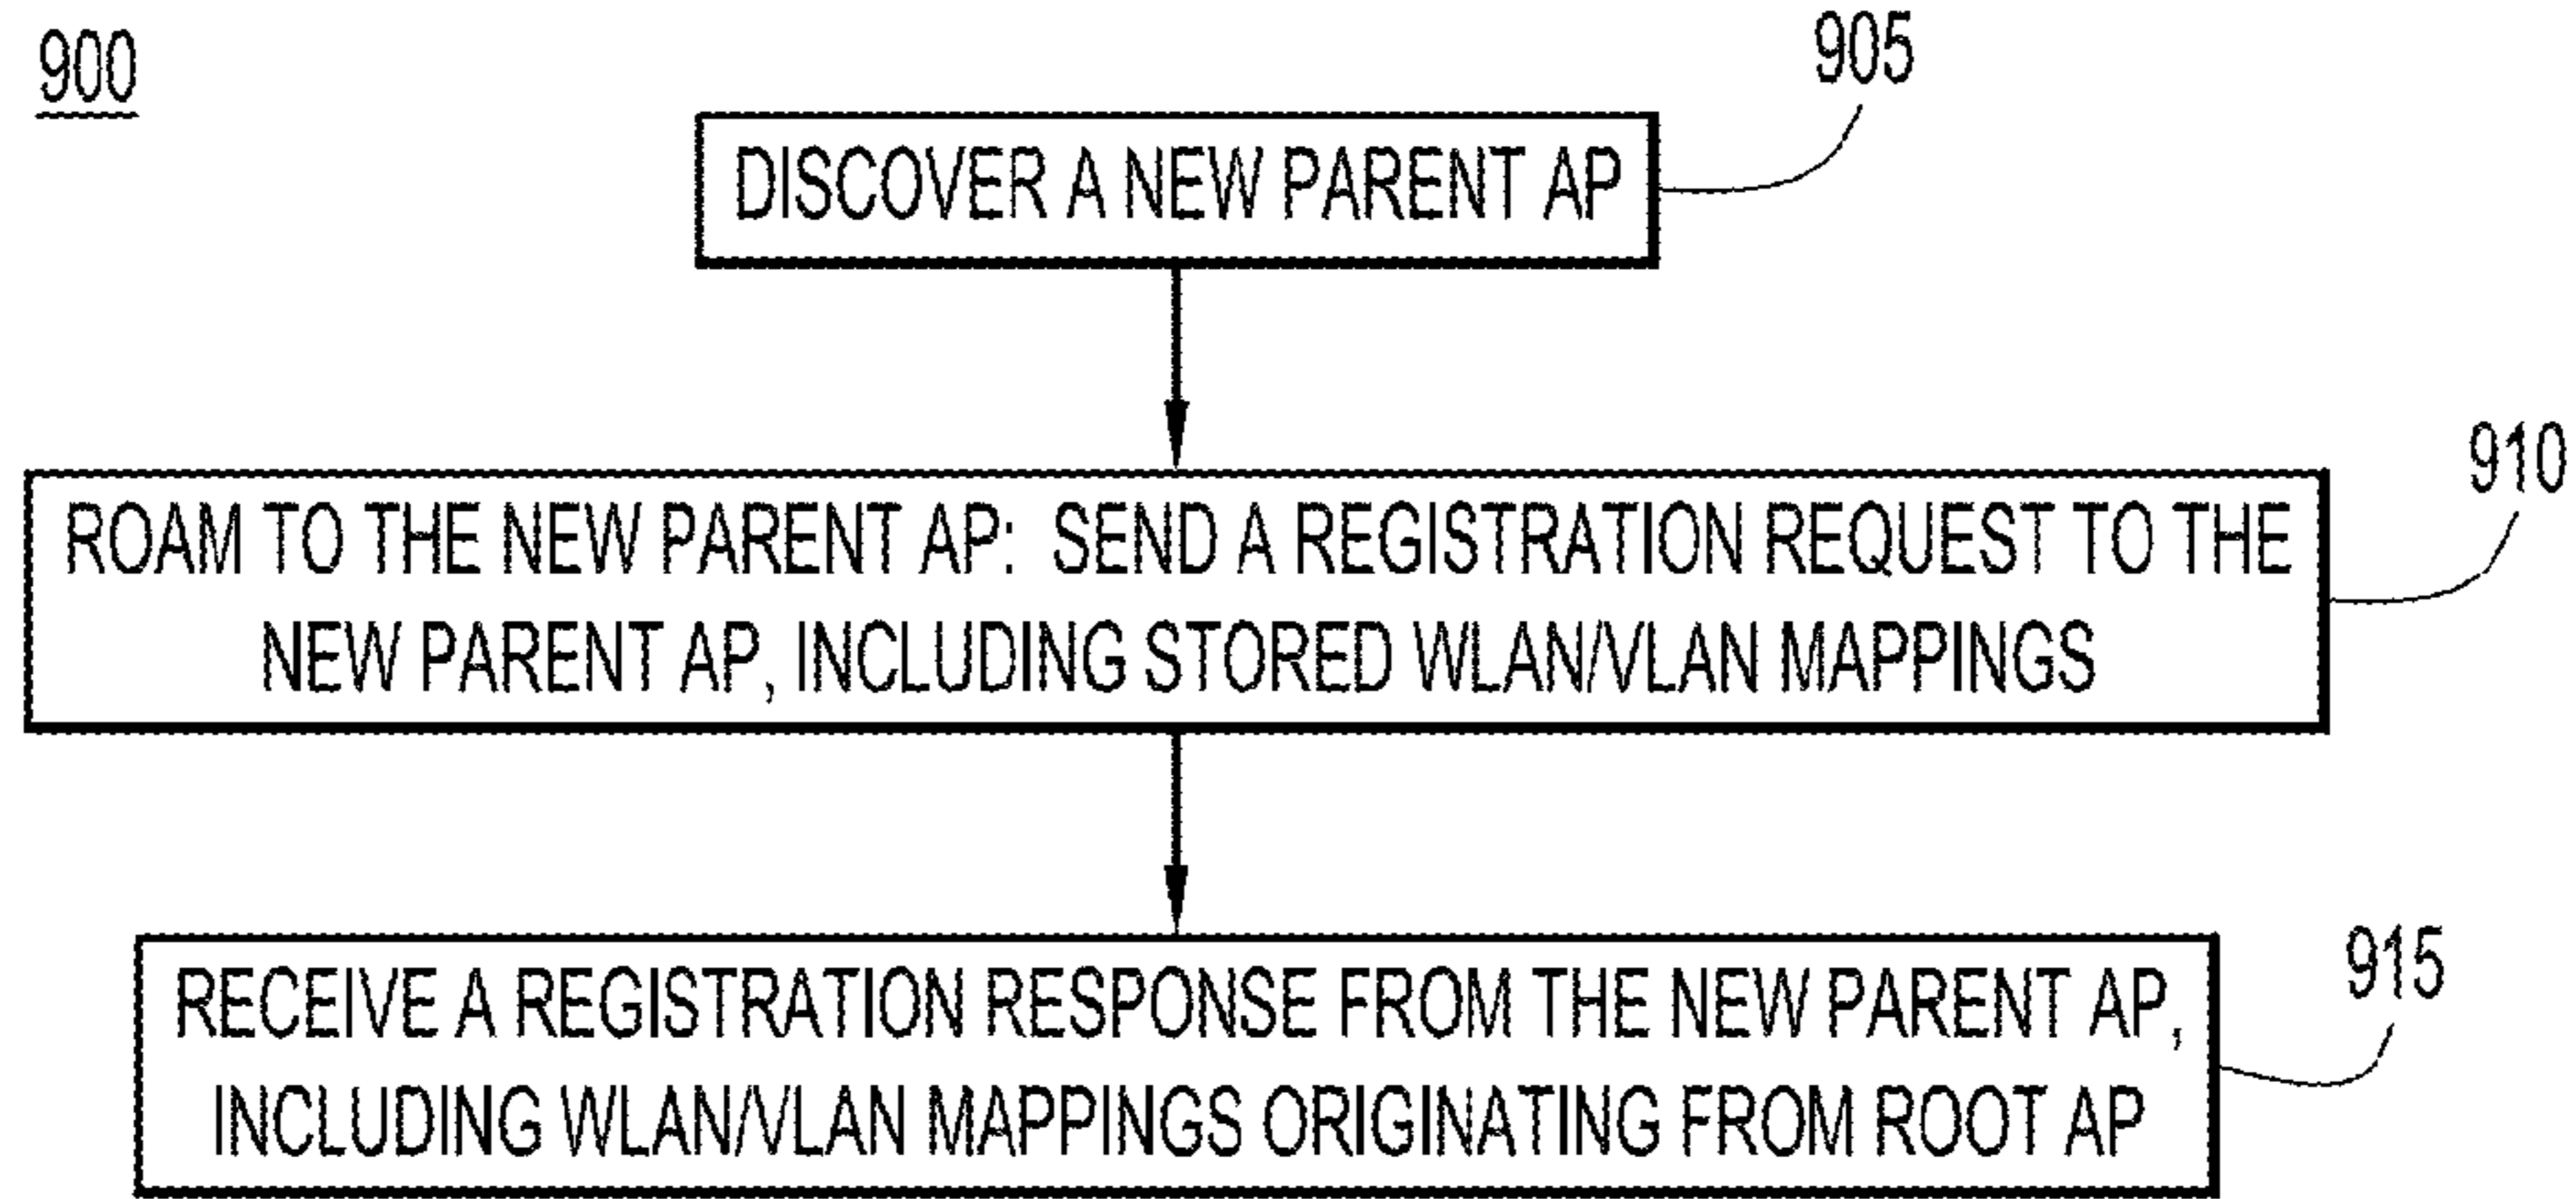 900
905
DISCOVER A NEW PARENT AP
910
ROAM TO THE NEW PARENT AP: SEND A REGISTRATION REQUEST TO THE
NEW PARENT AP, INCLUDING STORED WLAN/VLAN MAPPINGS
915
RECEIVE A REGISTRATION RESPONSE FROM THE NEW PARENT AP,
INCLUDING WLAN/VLAN MAPPINGS ORIGINATING FROM ROOT AP